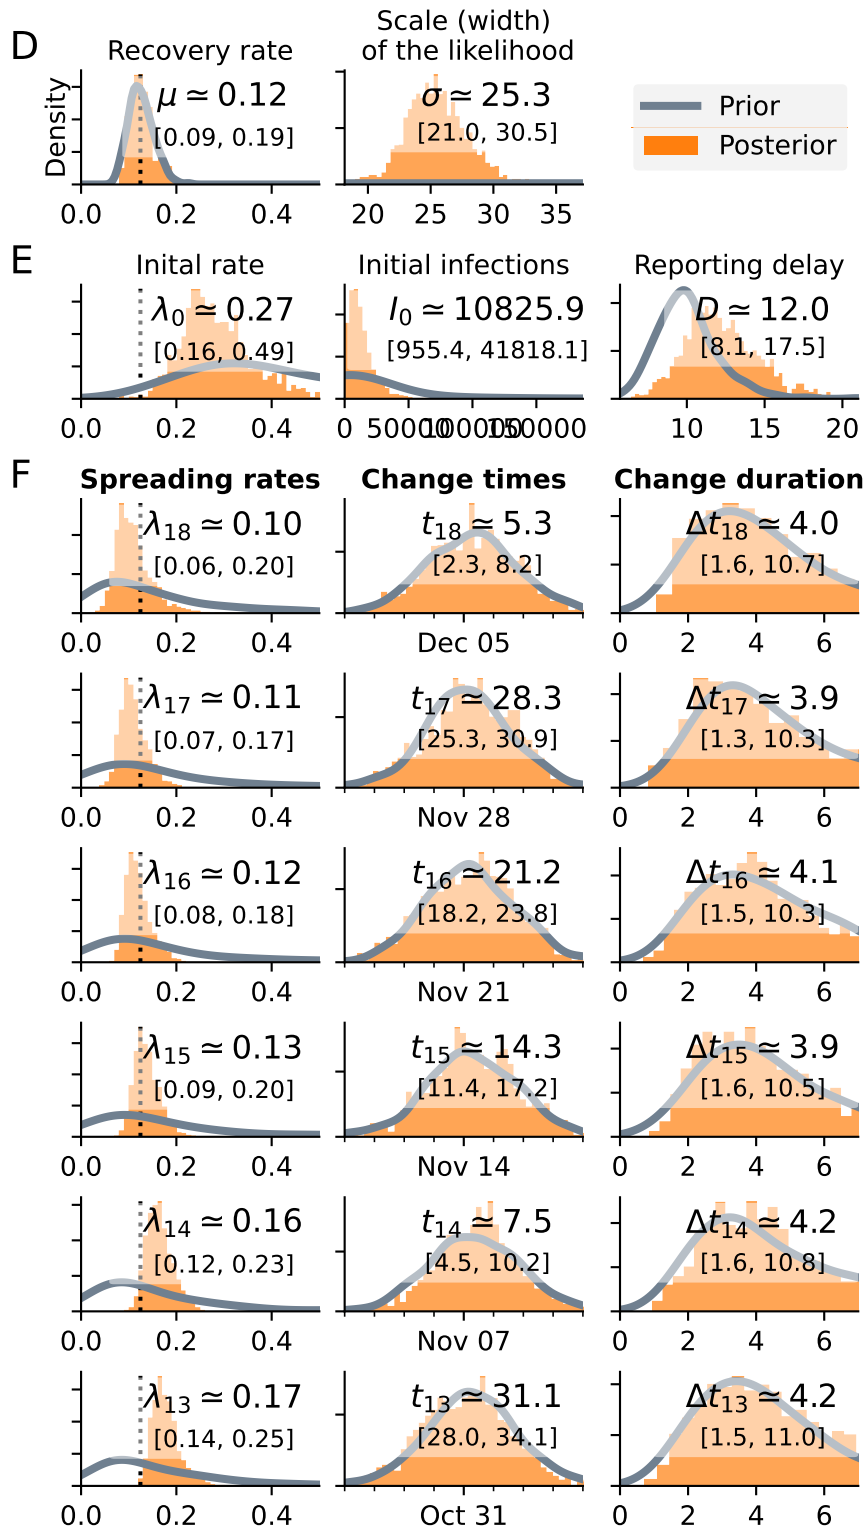 D
Recovery rate
Scale (width)
of the likelihood
Density
μ ≃ 0.12
[0.09, 0.19]
σ ≃ 25.3
[21.0, 30.5]
Prior
Posterior
0.0 0.2 0.4
20 25 30 35
E
Inital rate
Initial infections
Reporting delay
λ0 ≃ 0.27
[0.16, 0.49]
I0 ≃ 10825.9
[955.4, 41818.1]
D ≃ 12.0
[8.1, 17.5]
0.0 0.2 0.4
0 50000 100000 150000
10 15 20
F
Spreading rates
Change times
Change duration
λ18 ≃ 0.10
[0.06, 0.20]
t18 ≃ 5.3
[2.3, 8.2]
Δt18 ≃ 4.0
[1.6, 10.7]
0.0 0.2 0.4
Dec 05
0 2 4 6
λ17 ≃ 0.11
[0.07, 0.17]
t17 ≃ 28.3
[25.3, 30.9]
Δt17 ≃ 3.9
[1.3, 10.3]
0.0 0.2 0.4
Nov 28
0 2 4 6
λ16 ≃ 0.12
[0.08, 0.18]
t16 ≃ 21.2
[18.2, 23.8]
Δt16 ≃ 4.1
[1.5, 10.3]
0.0 0.2 0.4
Nov 21
0 2 4 6
λ15 ≃ 0.13
[0.09, 0.20]
t15 ≃ 14.3
[11.4, 17.2]
Δt15 ≃ 3.9
[1.6, 10.5]
0.0 0.2 0.4
Nov 14
0 2 4 6
λ14 ≃ 0.16
[0.12, 0.23]
t14 ≃ 7.5
[4.5, 10.2]
Δt14 ≃ 4.2
[1.6, 10.8]
0.0 0.2 0.4
Nov 07
0 2 4 6
λ13 ≃ 0.17
[0.14, 0.25]
t13 ≃ 31.1
[28.0, 34.1]
Δt13 ≃ 4.2
[1.5, 11.0]
0.0 0.2 0.4
Oct 31
0 2 4 6